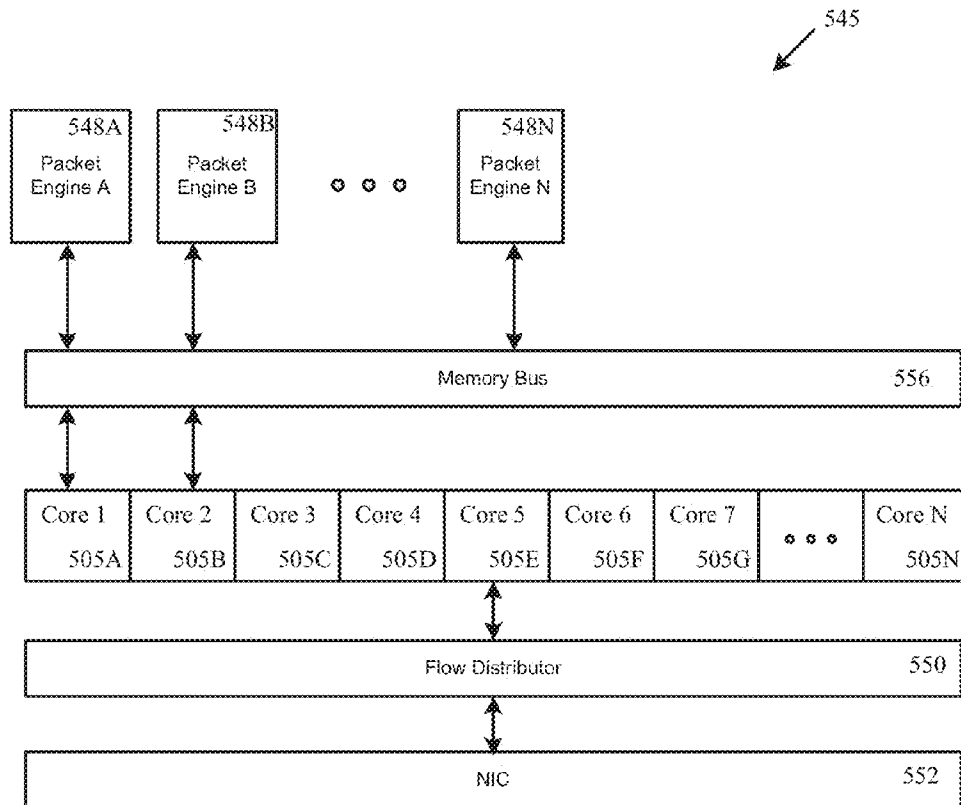 545
548A
Packet
Engine A
548B
Packet
Engine B
548N
Packet
Engine N
Memory Bus 556
Core 1 Core 2 Core 3 Core 4 Core 5 Core 6 Core 7 Core N
505A 505B 505C 505D 505E 505F 505G 505N
Flow Distributor 550
NIC 552